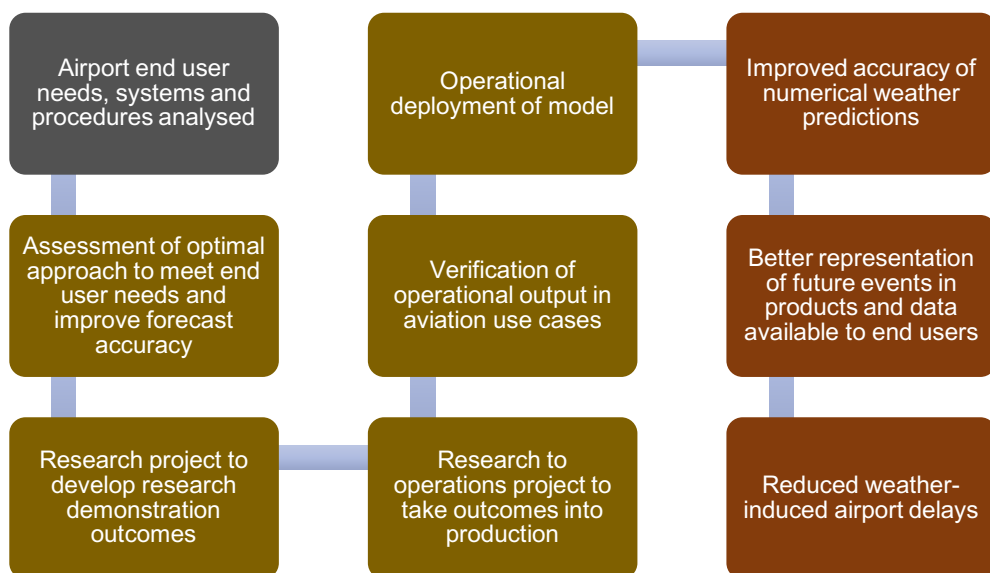 Airport end user
needs, systems and
procedures analysed
Assessment of optimal
approach to meet end
user needs and
improve forecast
accuracy
Research project to
develop research
demonstration
outcomes
Research to
operations project to
take outcomes into
production
Verification of
operational output in
aviation use cases
Operational
deployment of model
Improved accuracy of
numerical weather
predictions
Better representation
of future events in
products and data
available to end users
Reduced weather-
induced airport delays